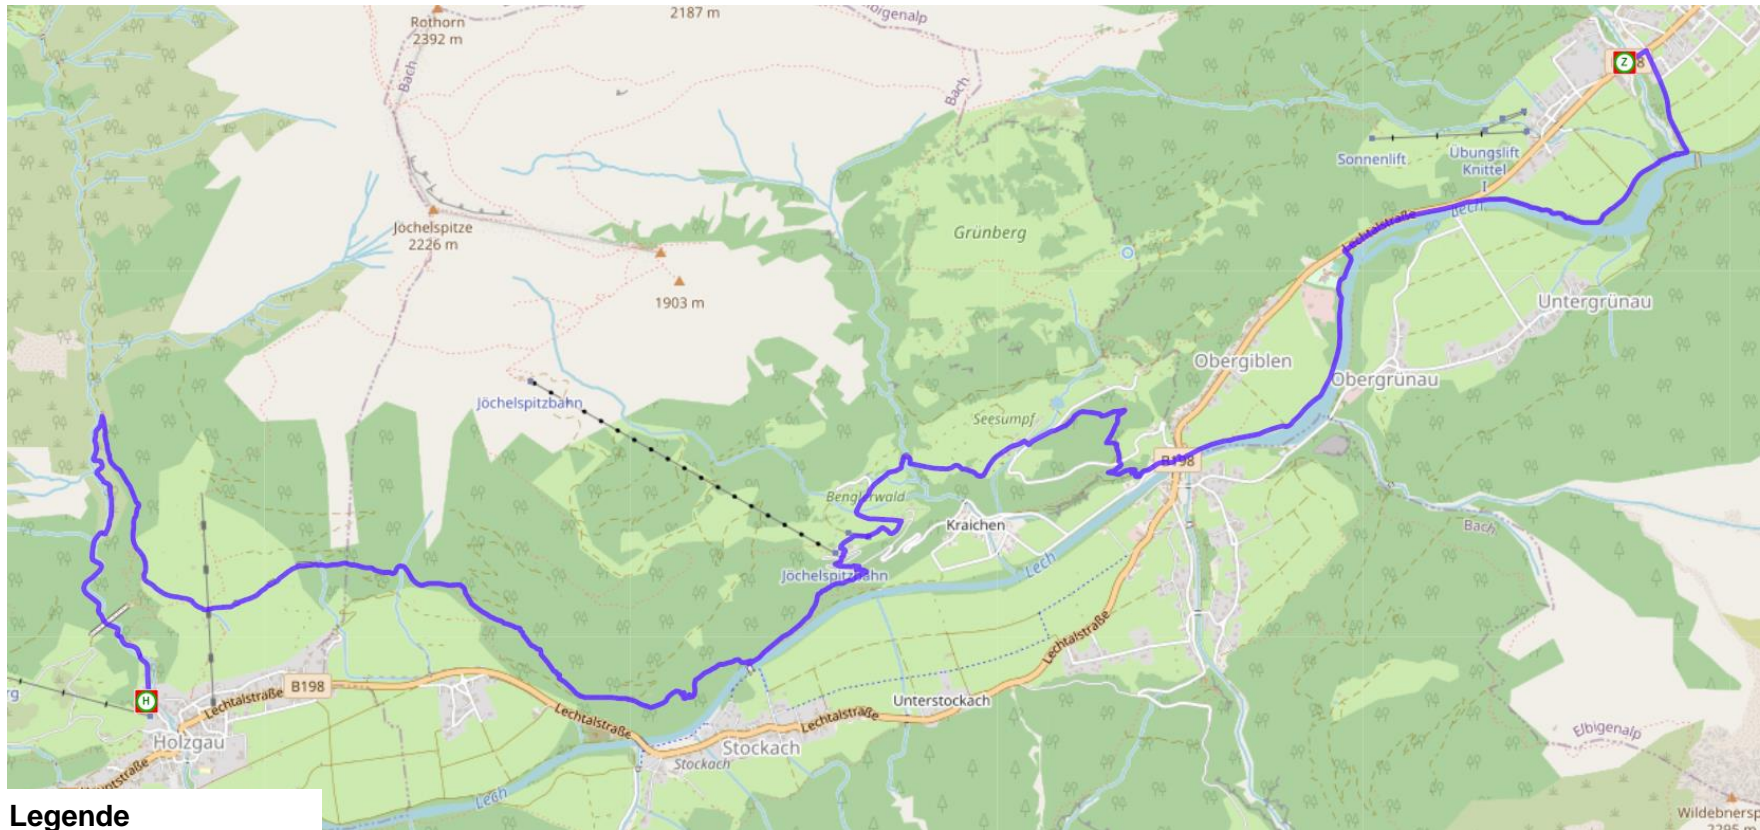 Rothorn
2392 m
2187 m
Bach
Bach
Z
Sonnenlift
Übungslift
Knittel
Jöchelspitze
2226 m
Grünberg
Lechtalstraße
Lech
1903 m
Untergrünau
Obergiblen
Obergrünau
Jöchelspitzbahn
Seesumpf
B198
Benglerwald
Kraichen
Bach
Jöchelspitzbahn
Lech
Lechtalstraße
B198
H
Lechtalstraße
Lechtalstraße
Unterstockach
Lechtalstraße
Holzgau
Stockach
Stockach
Elbigenalp
Lech
Legende
2295 m